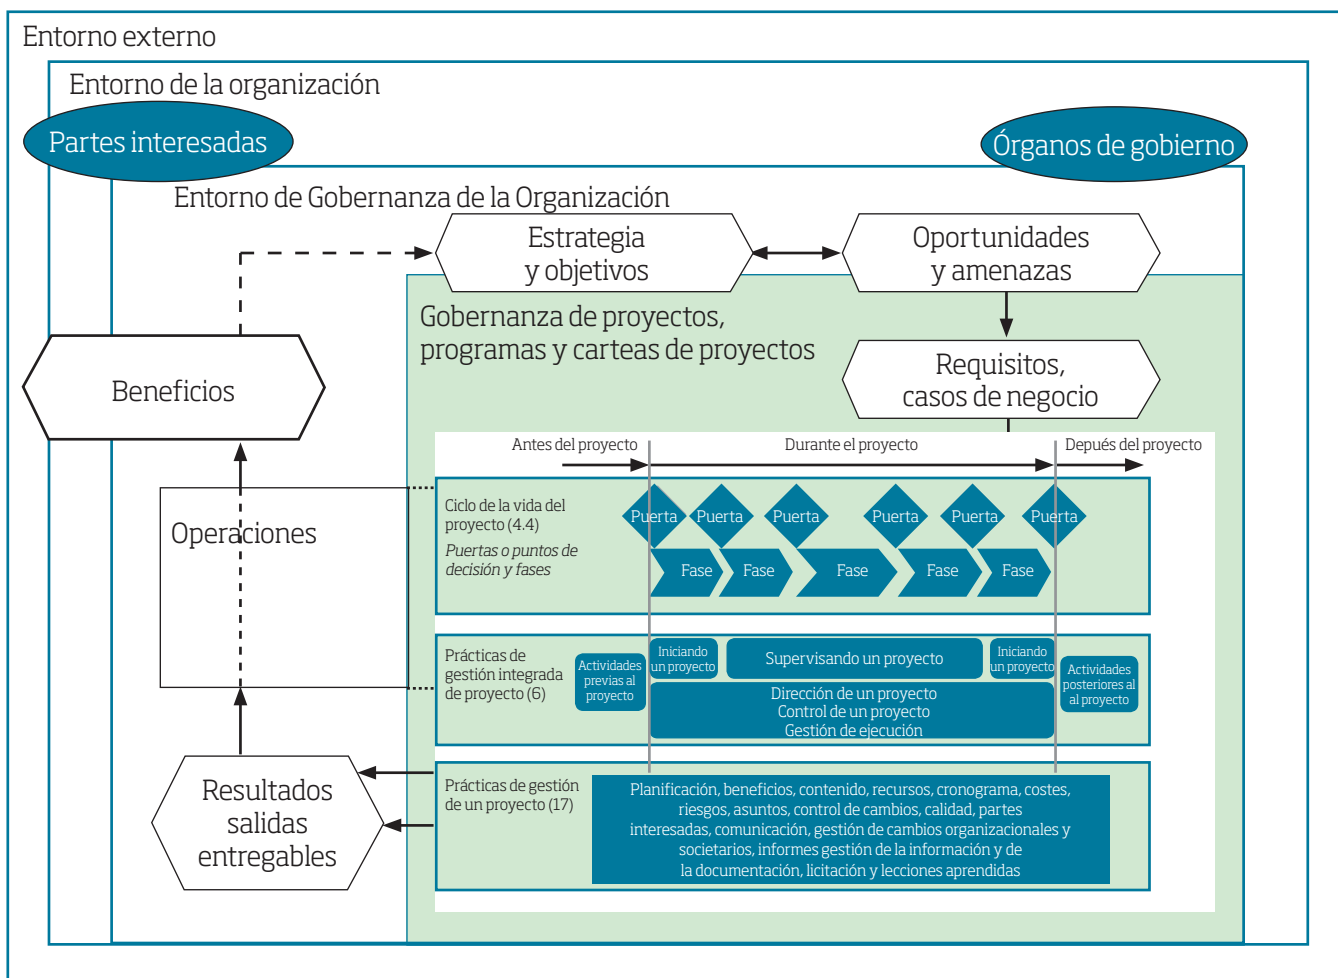 Entorno externo
Entorno de la organización
Partes interesadas
Órganos de gobierno
Entorno de Gobernanza de la Organización
Estrategia
y objetivos
Oportunidades
y amenazas
Gobernanza de proyectos,
programas y carteas de proyectos
Requisitos,
casos de negocio
Beneficios
Antes del proyecto
Durante el proyecto
Depués del proyecto
Operaciones
Ciclo de la vida del
proyecto (4.4)
Puertas o puntos de
decisión y fases
Puerta
Puerta
Puerta
Puerta
Puerta
Puerta
Fase
Fase
Fase
Fase
Fase
Prácticas de
gestión integrada
de proyecto (6)
Actividades
previas al
proyecto
Iniciando
un proyecto
Supervisando un proyecto
Iniciando
un proyecto
Dirección de un proyecto
Control de un proyecto
Gestión de ejecución
Actividades
posteriores al
al proyecto
Resultados
salidas
entregables
Prácticas de gestión
de un proyecto (17)
Planificación, beneficios, contenido, recursos, cronograma, costes,
riesgos, asuntos, control de cambios, calidad, partes
interesadas, comunicación, gestión de cambios organizacionales y
societarios, informes gestión de la información y de
la documentación, licitación y lecciones aprendidas